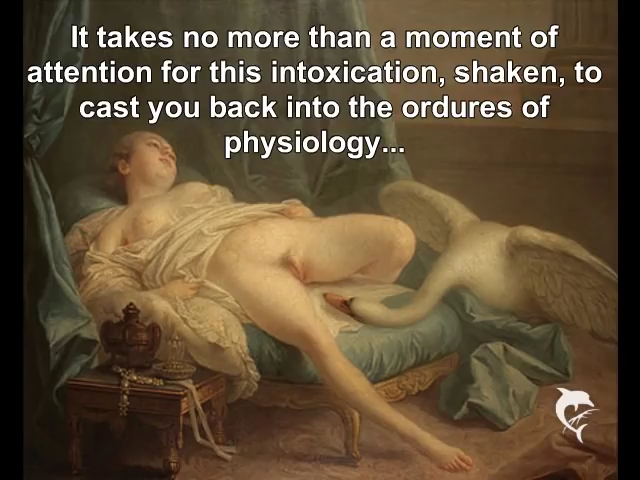 It takes no more than a moment of
attention for this intoxication, shaken, to
cast you back into the ordures of
physiology...